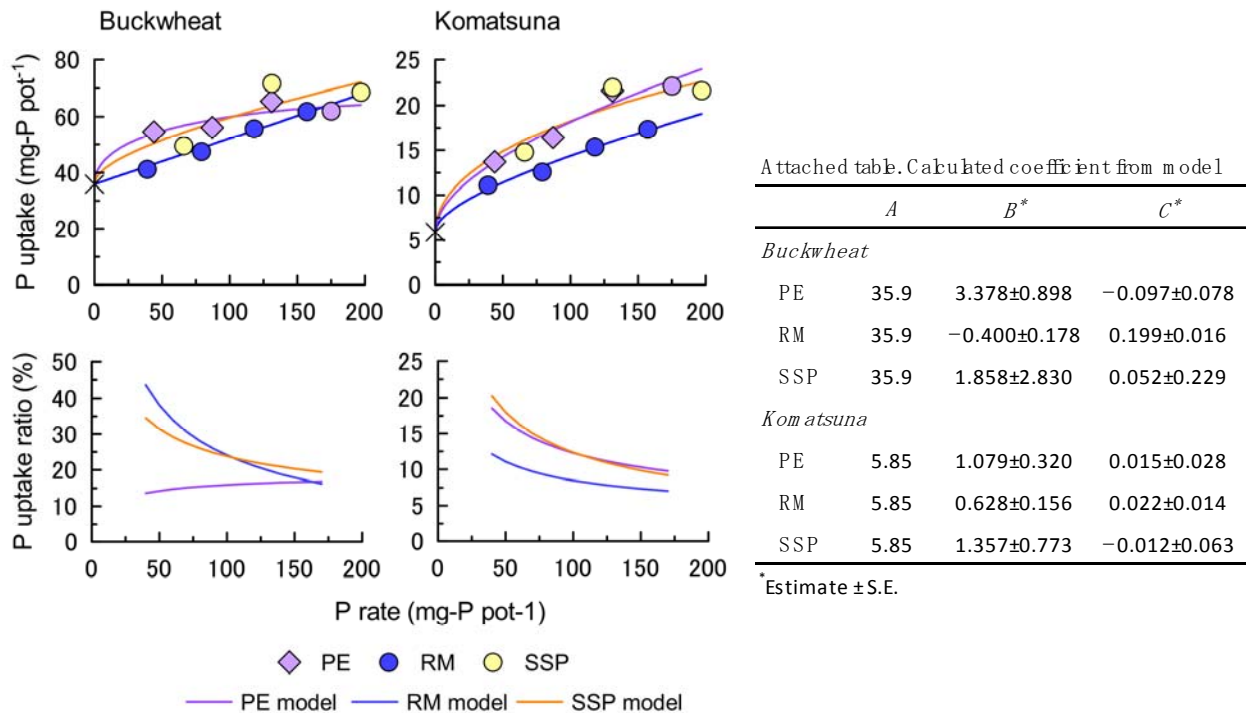 Buckwheat
Komatsuna
P uptake (mg-P pot-1)
80
60
40
20
0
0 50 100 150 200
25
20
15
10
5
0
0 50 100 150 200
P uptake ratio (%)
50
40
30
20
10
0
0 50 100 150 200
25
20
15
10
5
0
0 50 100 150 200
P rate (mg-P pot-1)
PE RM SSP
PE model RM model SSP model
Attached table. Calculated coefficient from model
A B* C*
Buckwheat
PE 35.9 3.378±0.898 −0.097±0.078
RM 35.9 −0.400±0.178 0.199±0.016
SSP 35.9 1.858±2.830 0.052±0.229
Komatsuna
PE 5.85 1.079±0.320 0.015±0.028
RM 5.85 0.628±0.156 0.022±0.014
SSP 5.85 1.357±0.773 −0.012±0.063
*Estimate ± S.E.